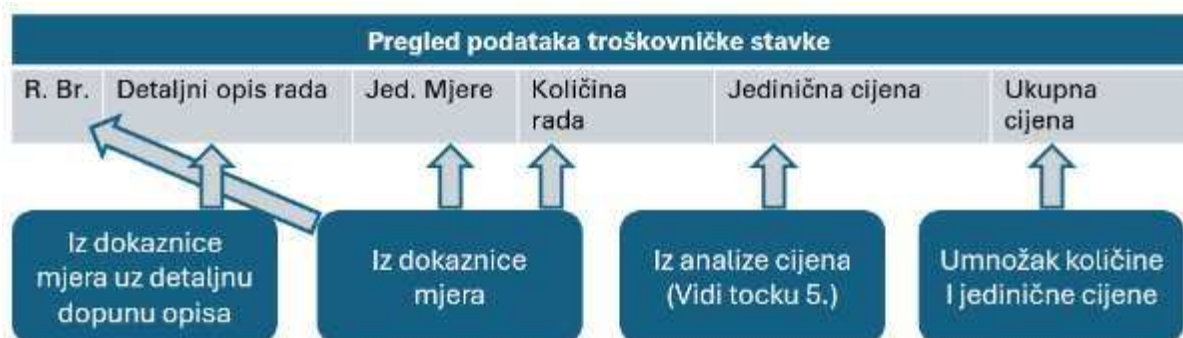 Pregled podataka troškovničke stavke
R. Br.
Detaljni opis rada
Jed. Mjere
Količina
rada
Jedinična cijena
Ukupna
cijena
Iz dokaznice
mjera uz detaljnu
dopunu opisa
Iz dokaznice
mjera
Iz analize cijena
(Vidi tocku 5.)
Umnožak količine
I jedinične cijene